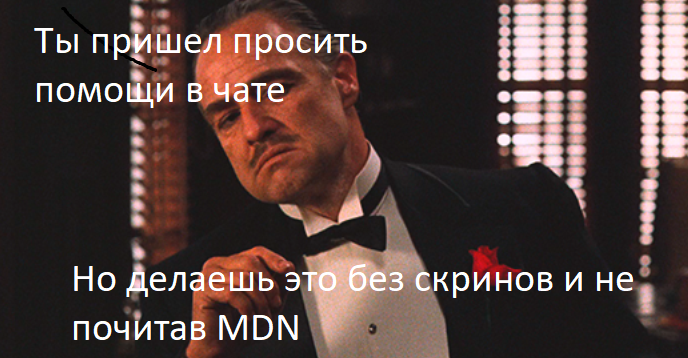 Ты пришел просить
помощи в чате
Но делаешь это без скринов и не
почитав MDN